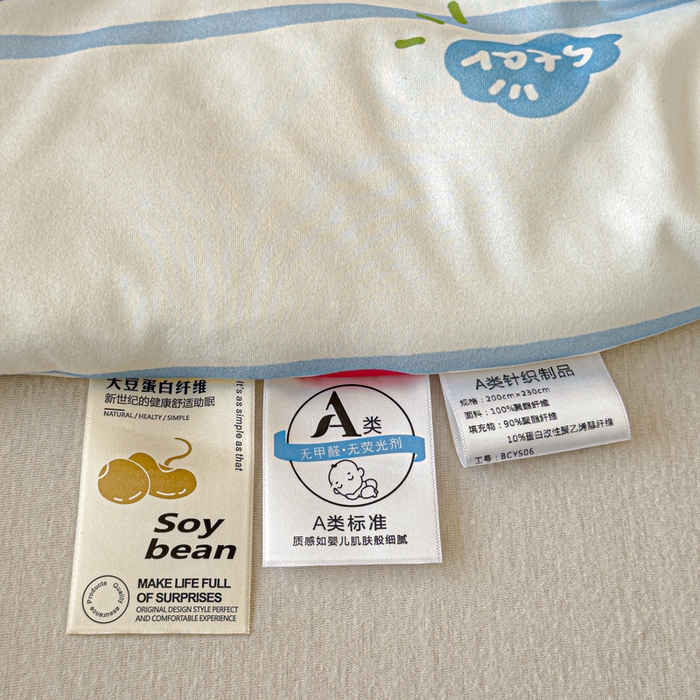 Skey
大豆蛋白纤维
新世纪的健康舒适助眠
NATURAL / HEALTY / SIMPLE
It's as simple as that
Soy
bean
Quality assurance Products
MAKE LIFE FULL
OF SURPRISES
ORIGINAL DESIGN STYLE PERFECT
AND COMFORTABLE EXPERIENCE
A类
无甲醛·无荧光剂
A类标准
质感如婴儿肌肤般细腻
A类针织制品
规格：200cm×230cm
面料：100%聚酯纤维
填充物：90%聚酯纤维
10%蛋白改性聚乙烯醇纤维
工号：BCYS06